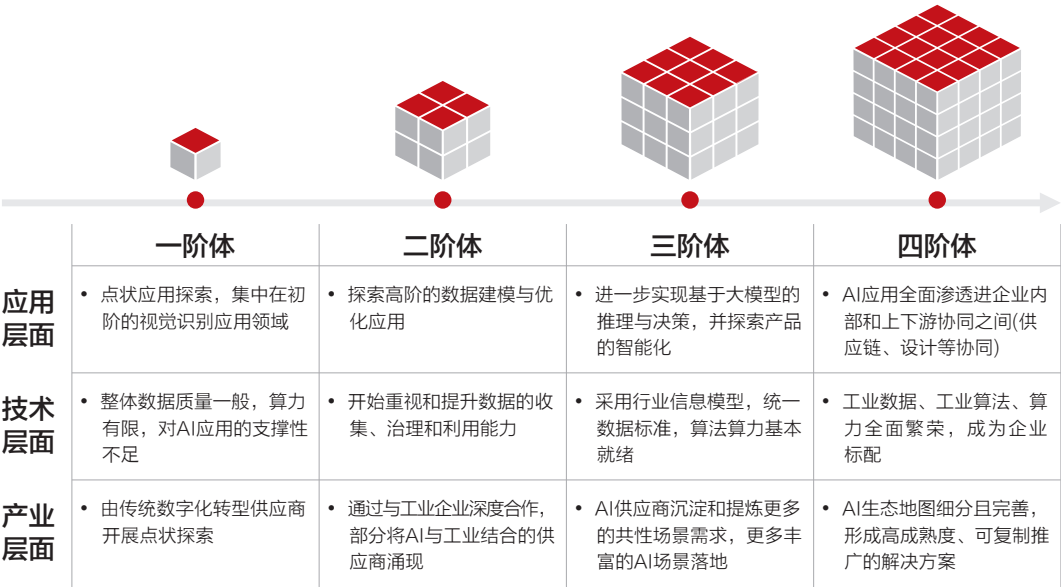 一阶体
二阶体
三阶体
四阶体
应用
层面
• 点状应用探索，集中在初
阶的视觉识别应用领域
• 探索高阶的数据建模与优
化应用
• 进一步实现基于大模型的
推理与决策，并探索产品
的智能化
• AI应用全面渗透进企业内
部和上下游协同之间(供
应链、设计等协同)
技术
层面
• 整体数据质量一般，算力
有限，对AI应用的支撑性
不足
• 开始重视和提升数据的收
集、治理和利用能力
• 采用行业信息模型，统一
数据标准，算法算力基本
就绪
• 工业数据、工业算法、算
力全面繁荣，成为企业
标配
产业
层面
• 由传统数字化转型供应商
开展点状探索
• 通过与工业企业深度合作，
部分将AI与工业结合的供
应商涌现
• AI供应商沉淀和提炼更多
的共性场景需求，更多丰
富的AI场景落地
• AI生态地图细分且完善，
形成高成熟度、可复制推
广的解决方案